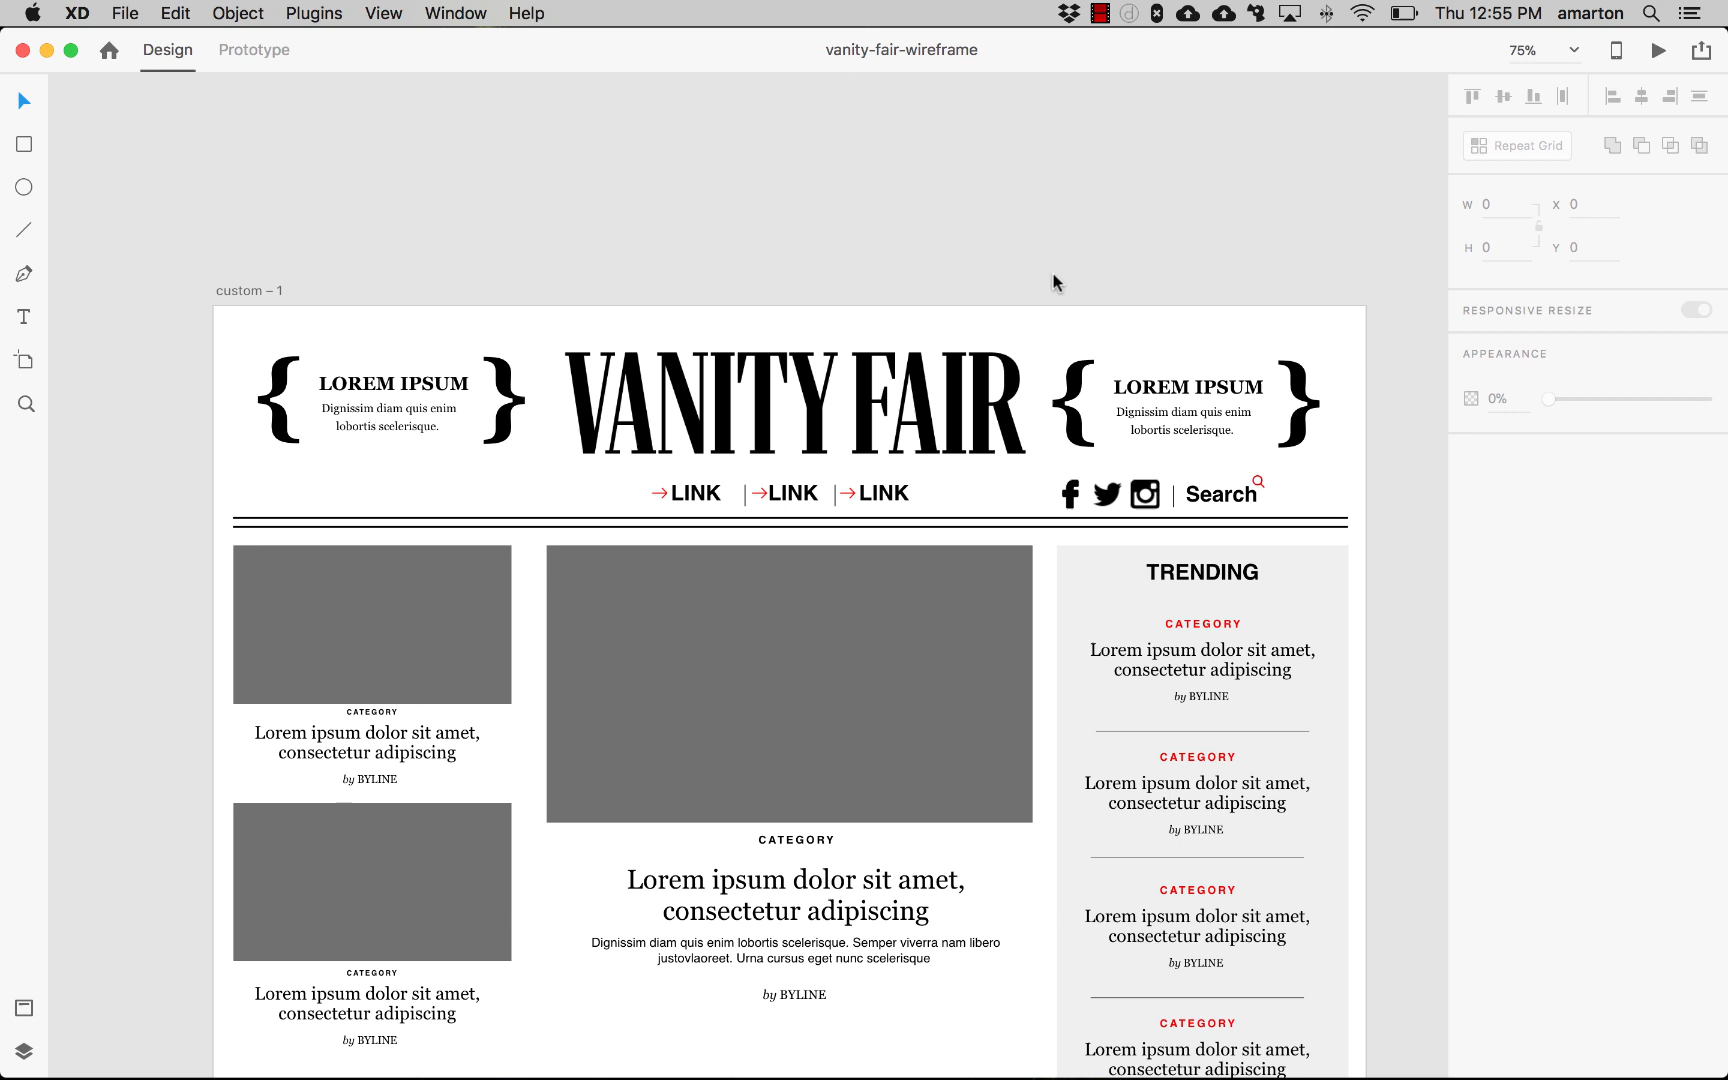 XD File Edit Object Plugins View Window Help
Thu 12:55 PM amarton
Design Prototype
vanity-fair-wireframe
75%
Repeat Grid
W 0 X 0
H 0 Y 0
RESPONSIVE RESIZE
APPEARANCE
0%
custom – 1
{ LOREM IPSUM }
Dignissim diam quis enim
lobortis scelerisque.
VANITY FAIR
{ LOREM IPSUM }
Dignissim diam quis enim
lobortis scelerisque.
→LINK |→LINK |→LINK
| Search
CATEGORY
Lorem ipsum dolor sit amet,
consectetur adipiscing
by BYLINE
CATEGORY
Lorem ipsum dolor sit amet,
consectetur adipiscing
by BYLINE
CATEGORY
Lorem ipsum dolor sit amet,
consectetur adipiscing
Dignissim diam quis enim lobortis scelerisque. Semper viverra nam libero
justovlaoreet. Urna cursus eget nunc scelerisque
by BYLINE
TRENDING
CATEGORY
Lorem ipsum dolor sit amet,
consectetur adipiscing
by BYLINE
CATEGORY
Lorem ipsum dolor sit amet,
consectetur adipiscing
by BYLINE
CATEGORY
Lorem ipsum dolor sit amet,
consectetur adipiscing
by BYLINE
CATEGORY
Lorem ipsum dolor sit amet,
consectetur adipiscing